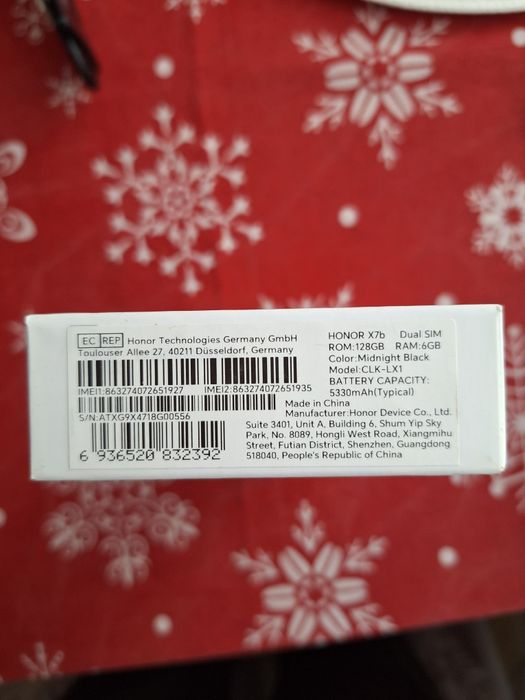 EC REP Honor Technologies Germany GmbH
Toulouser Allee 27, 40211 Düsseldorf, Germany
IMEI1:863274072651927 IMEI2:863274072651935
S/N:ATXG9X4718G00556
6 936520 832392
HONOR X7b Dual SIM
ROM:128GB RAM:6GB
Color:Midnight Black
Model:CLK-LX1
BATTERY CAPACITY:
5330mAh(Typical)
Made in China
Manufacturer:Honor Device Co., Ltd.
Suite 3401, Unit A, Building 6, Shum Yip Sky
Park, No. 8089, Hongli West Road, Xiangmihu
Street, Futian District, Shenzhen, Guangdong
518040, People's Republic of China